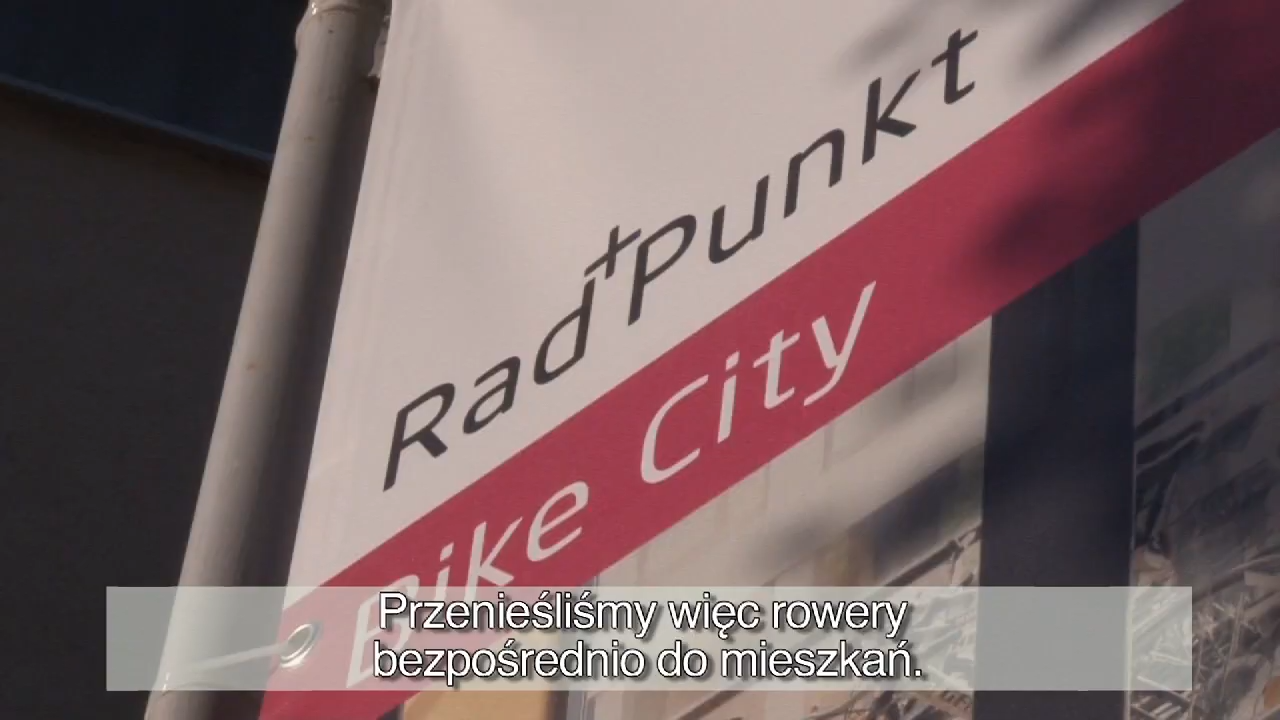 Rad+Punkt
Bike City
Przenieśliśmy więc rowery
bezpośrednio do mieszkań.